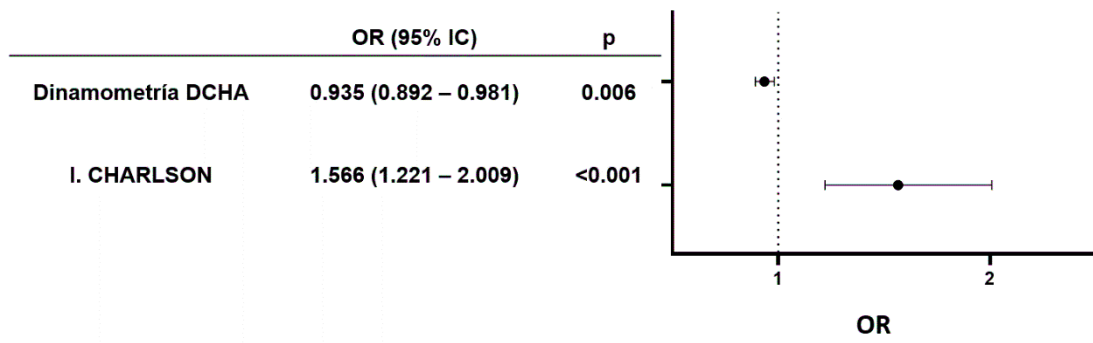 OR (95% IC) p
Dinamometría DCHA 0.935 (0.892 – 0.981) 0.006
I. CHARLSON 1.566 (1.221 – 2.009) <0.001
1 2
OR